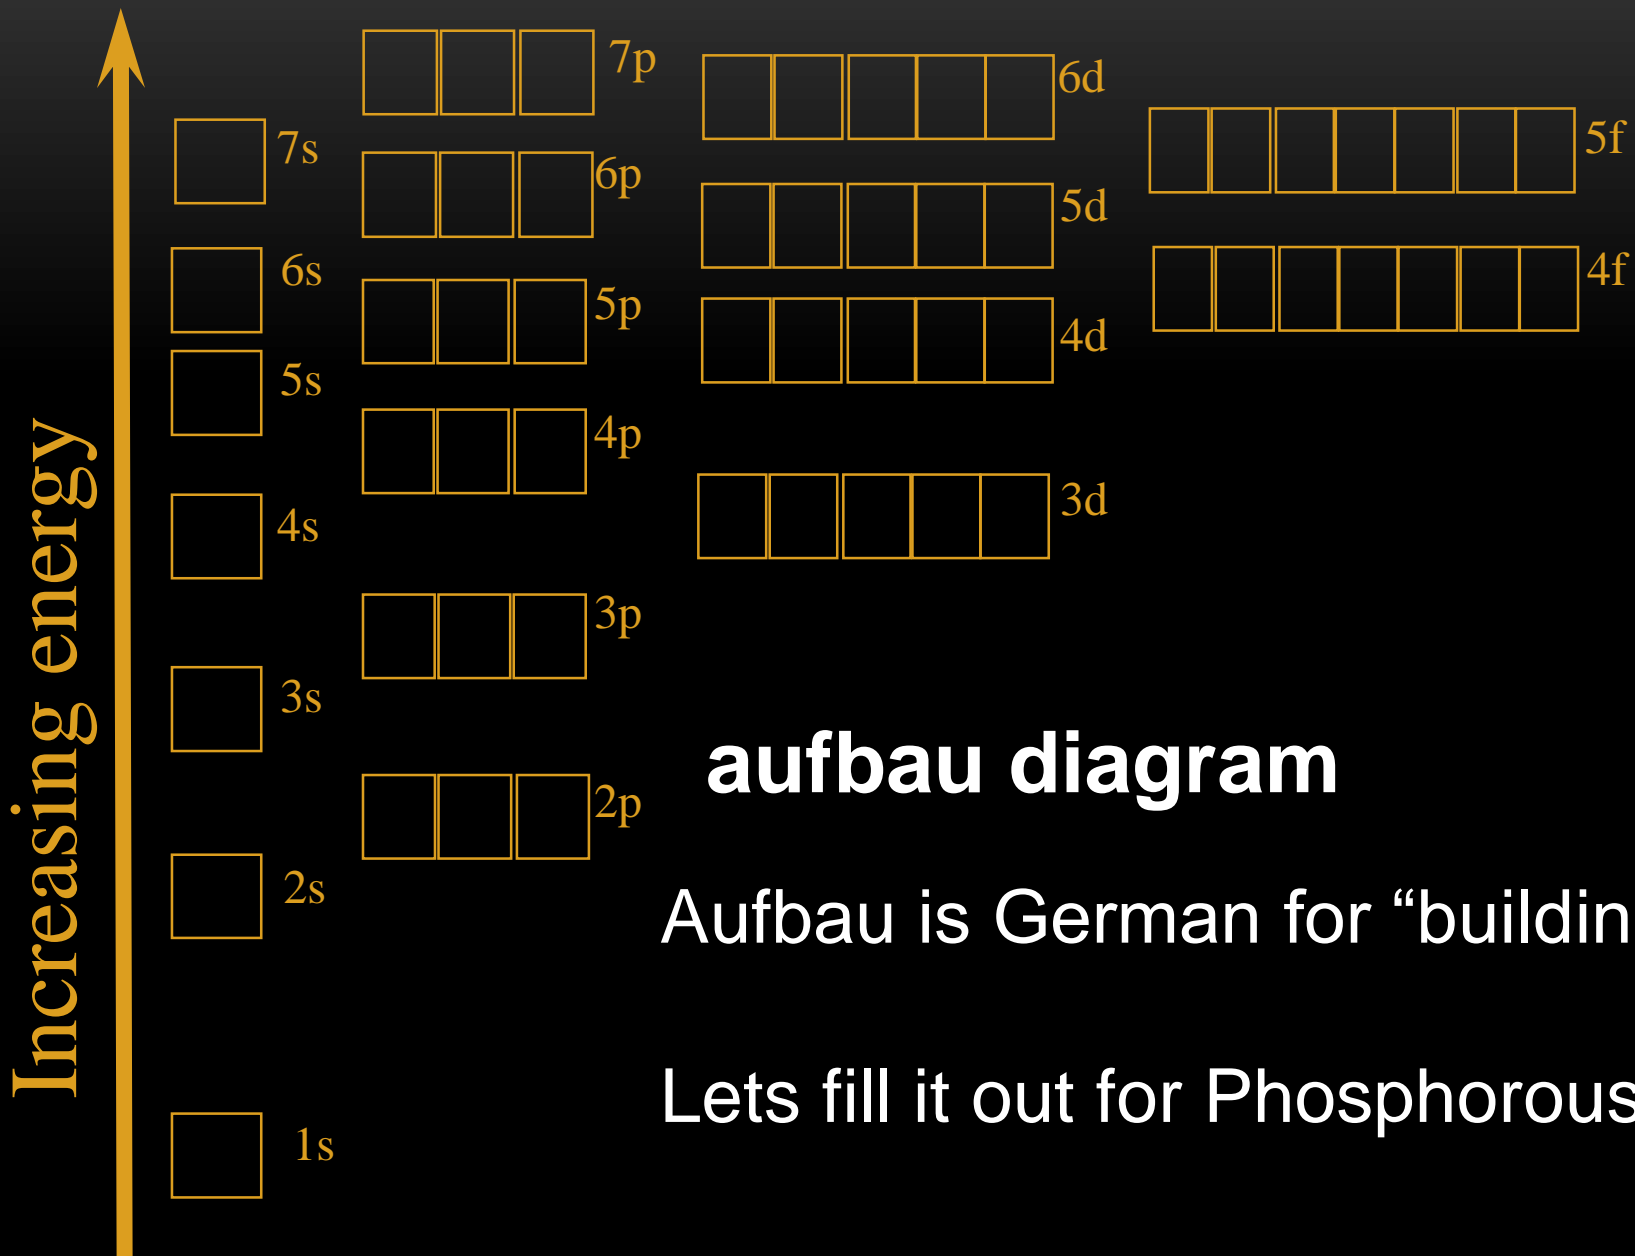 Increasing energy
7p
6d
7s
5f
6p
5d
6s
4f
5p
4d
5s
4p
4s
3d
3p
3s
aufbau diagram
2p
2s
Aufbau is German for “buildin
Lets fill it out for Phosphorous
1s